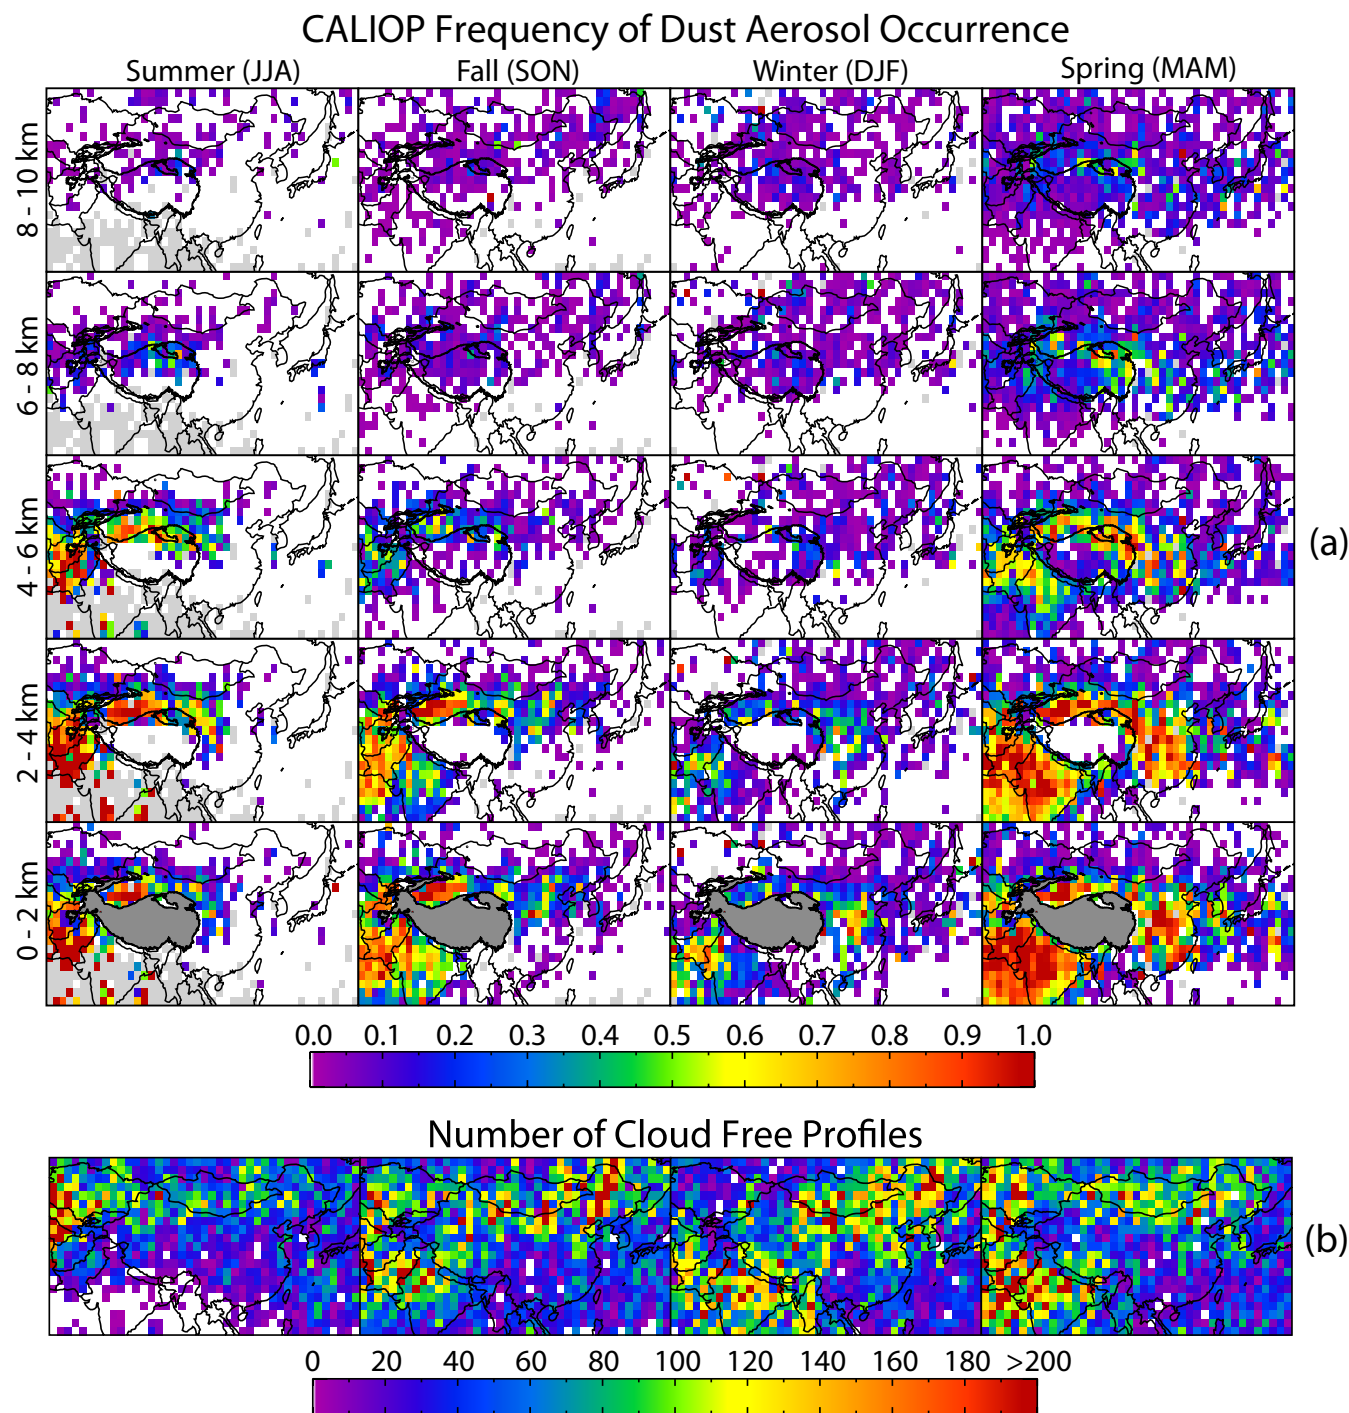 CALIOP Frequency of Dust Aerosol Occurrence
Summer (JJA) Fall (SON) Winter (DJF) Spring (MAM)
8 - 10 km
6 - 8 km
4 - 6 km
(a)
2 - 4 km
0 - 2 km
0.0 0.1 0.2 0.3 0.4 0.5 0.6 0.7 0.8 0.9 1.0
Number of Cloud Free Profiles
(b)
0 20 40 60 80 100 120 140 160 180 >200